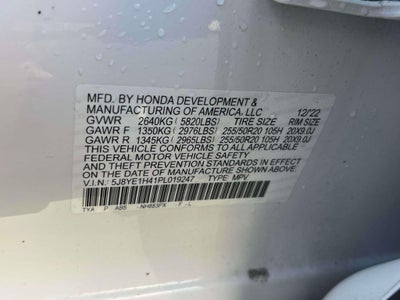 MFD. BY HONDA DEVELOPMENT &
MANUFACTURING OF AMERICA, LLC 12/22
GVWR 2640KG (5820LBS) TIRE SIZE RIM SIZE
GAWR F 1350KG (2976LBS) 255/50R20 105H 20X9.0J
GAWR R 1345KG (2965LBS) 255/50R20 105H 20X9.0J
THIS VEHICLE CONFORMS TO ALL APPLICABLE
FEDERAL MOTOR VEHICLE SAFETY AND THEFT
PREVENTION STANDARDS IN EFFECT ON THE DATE
OF MANUFACTURE SHOWN ABOVE.
V.I.N. 5J8YE1H41PL019247 TYPE MPV
TYA P AB5 NH883PX